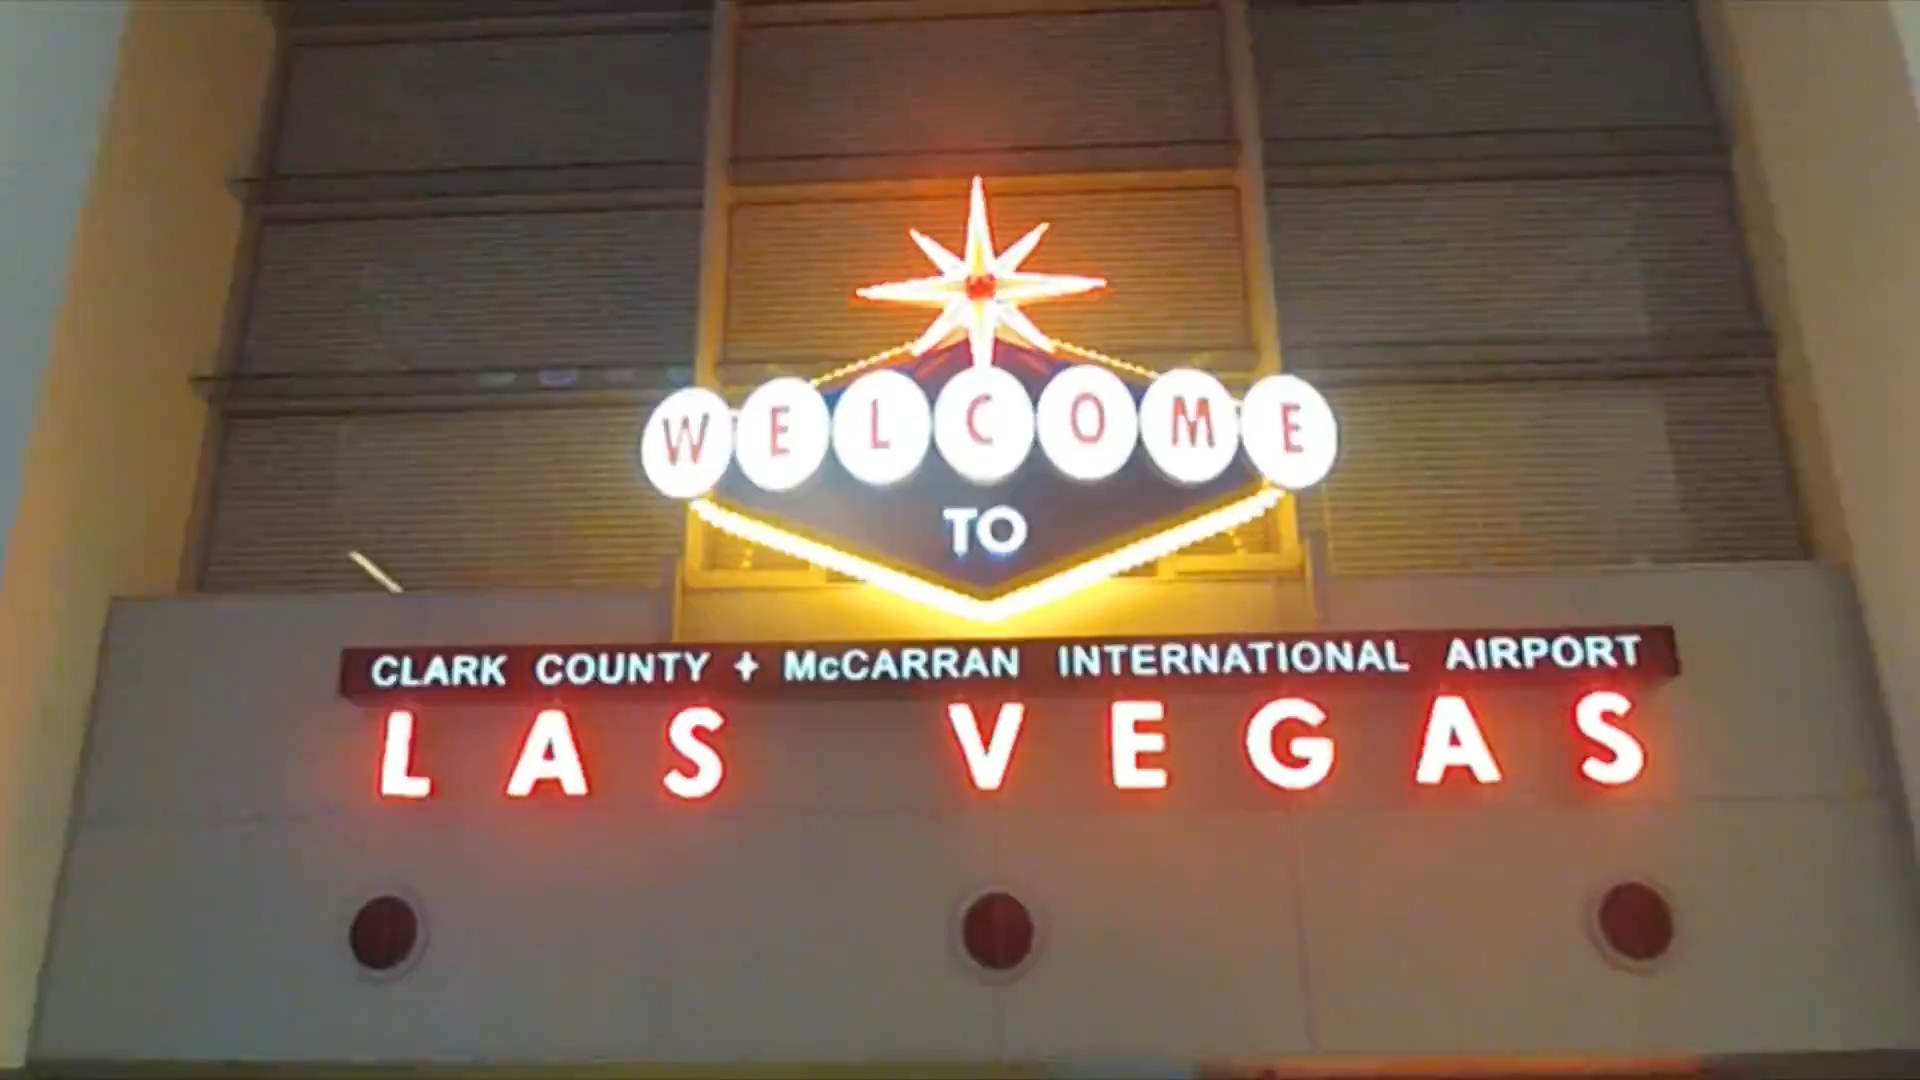 WELCOME
TO
CLARK COUNTY + McCARRAN INTERNATIONAL AIRPORT
LAS VEGAS